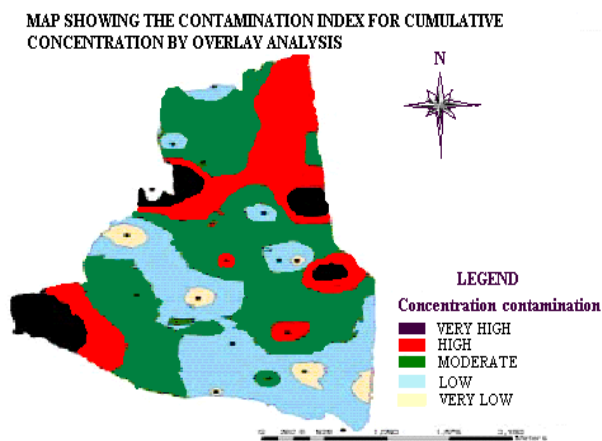 MAP SHOWING THE CONTAMINATION INDEX FOR CUMULATIVE
CONCENTRATION BY OVERLAY ANALYSIS
N
LEGEND
Concentration contamination
VERY HIGH
HIGH
MODERATE
LOW
VERY LOW